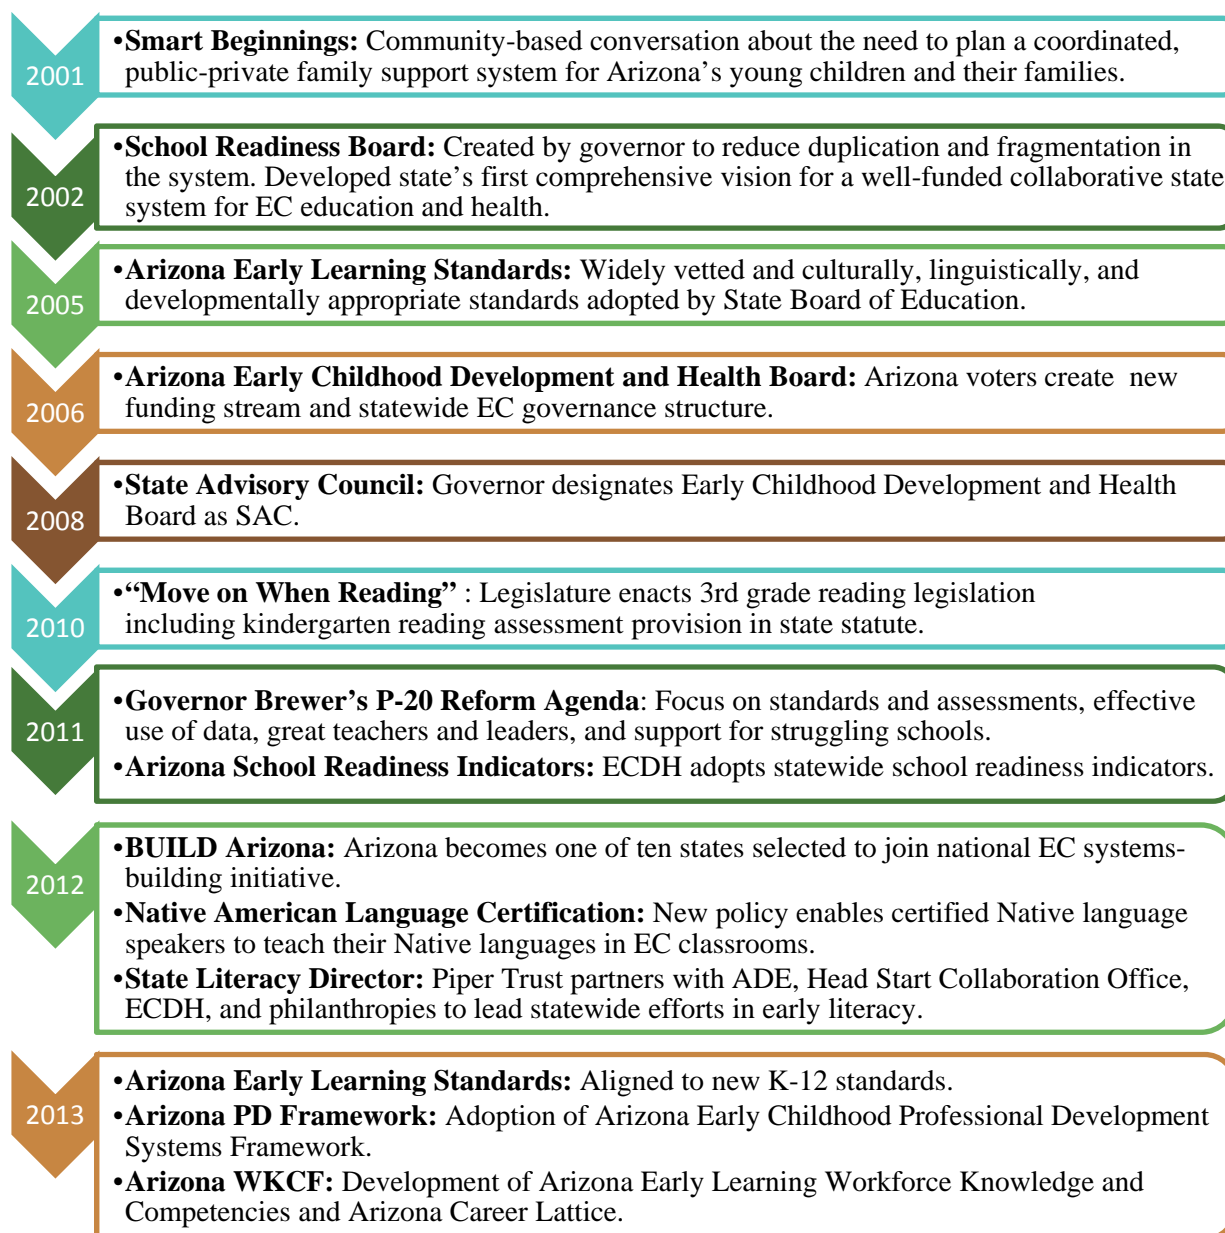 2001
•Smart Beginnings: Community-based conversation about the need to plan a coordinated,
public-private family support system for Arizona's young children and their families.
2002
•School Readiness Board: Created by governor to reduce duplication and fragmentation in
the system. Developed state's first comprehensive vision for a well-funded collaborative state
system for EC education and health.
2005
•Arizona Early Learning Standards: Widely vetted and culturally, linguistically, and
developmentally appropriate standards adopted by State Board of Education.
2006
•Arizona Early Childhood Development and Health Board: Arizona voters create new
funding stream and statewide EC governance structure.
2008
•State Advisory Council: Governor designates Early Childhood Development and Health
Board as SAC.
2010
•“Move on When Reading” : Legislature enacts 3rd grade reading legislation
including kindergarten reading assessment provision in state statute.
2011
•Governor Brewer's P-20 Reform Agenda: Focus on standards and assessments, effective
use of data, great teachers and leaders, and support for struggling schools.
•Arizona School Readiness Indicators: ECDH adopts statewide school readiness indicators.
2012
•BUILD Arizona: Arizona becomes one of ten states selected to join national EC systems-
building initiative.
•Native American Language Certification: New policy enables certified Native language
speakers to teach their Native languages in EC classrooms.
•State Literacy Director: Piper Trust partners with ADE, Head Start Collaboration Office,
ECDH, and philanthropies to lead statewide efforts in early literacy.
2013
•Arizona Early Learning Standards: Aligned to new K-12 standards.
•Arizona PD Framework: Adoption of Arizona Early Childhood Professional Development
Systems Framework.
•Arizona WKCF: Development of Arizona Early Learning Workforce Knowledge and
Competencies and Arizona Career Lattice.